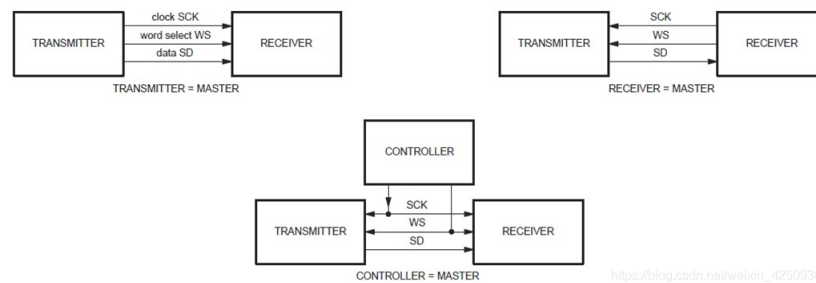 clock SCK
TRANSMITTER
word select WS
RECEIVER
data SD
TRANSMITTER = MASTER
SCK
TRANSMITTER
WS
RECEIVER
SD
RECEIVER = MASTER
CONTROLLER
SCK
TRANSMITTER
WS
RECEIVER
SD
CONTROLLER = MASTER
https://blog.csdn.net/weixin_4250930